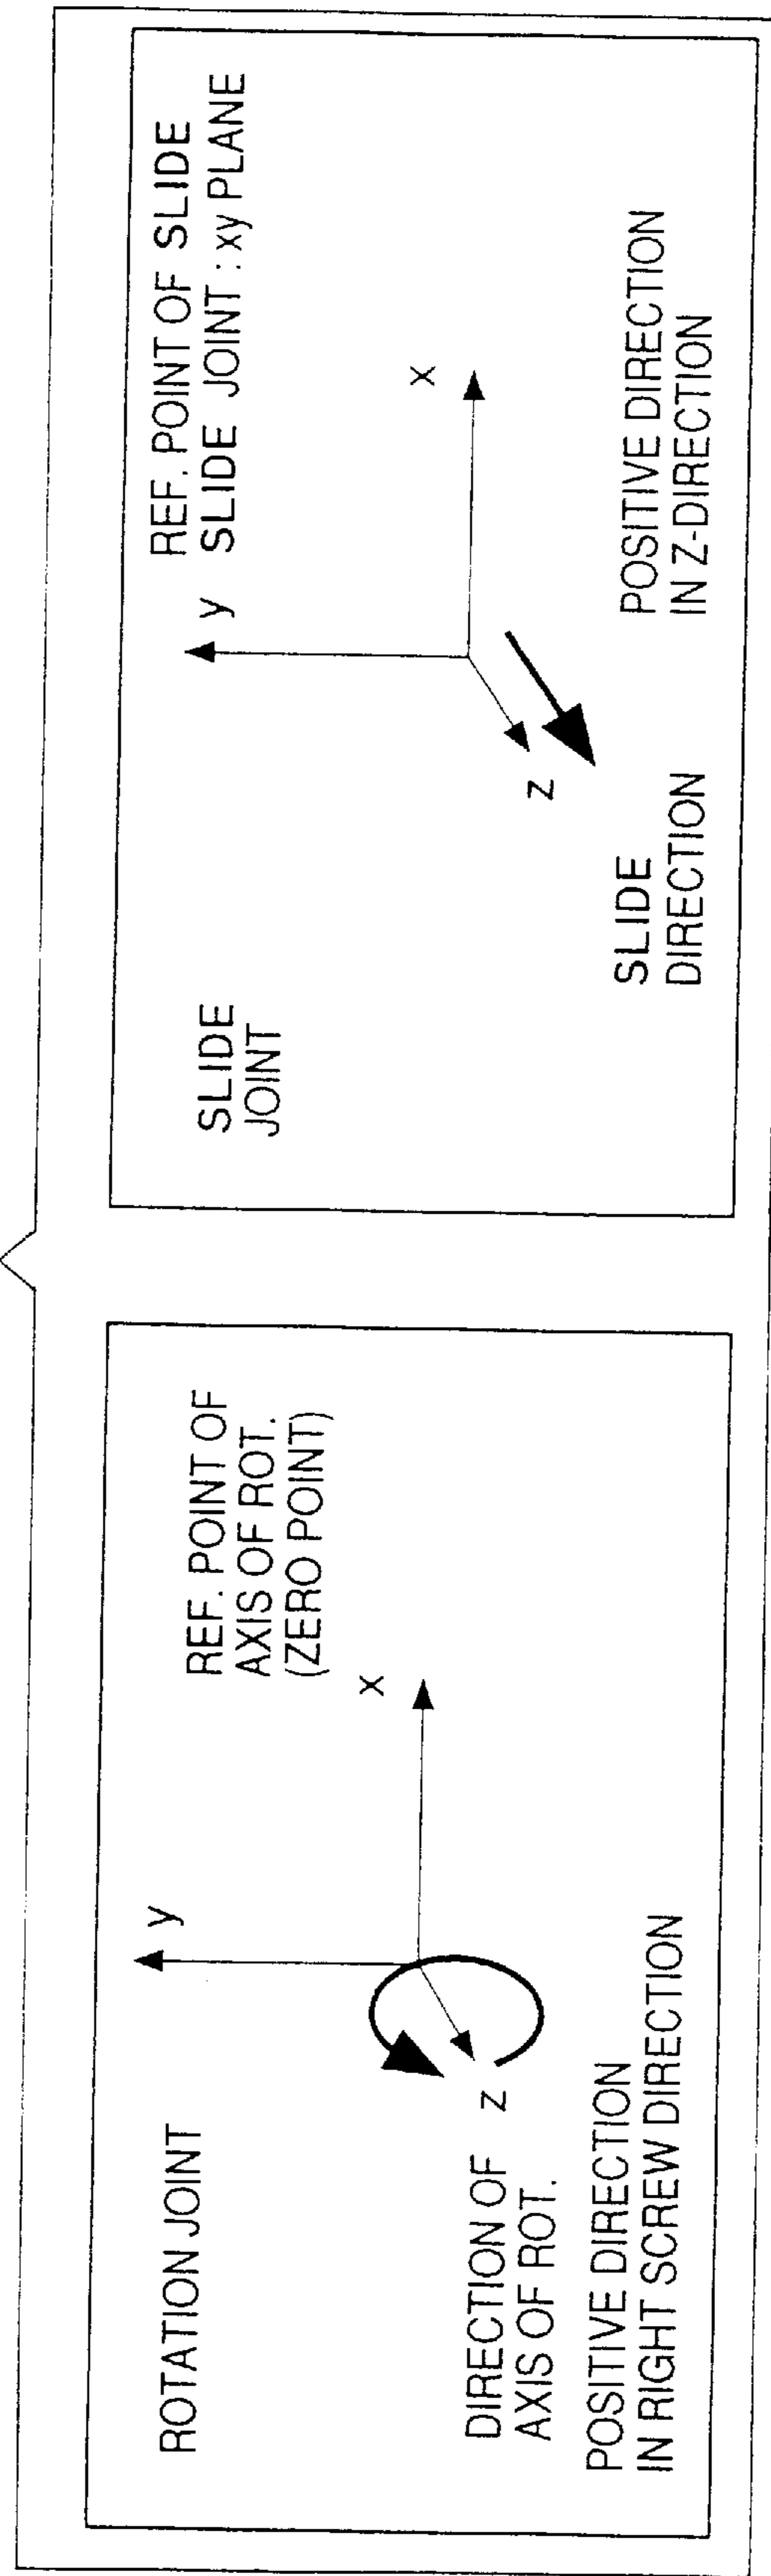 ROTATION JOINT
y
REF. POINT OF
AXIS OF ROT.
(ZERO POINT)
x
z
DIRECTION OF
AXIS OF ROT.
POSITIVE DIRECTION
IN RIGHT SCREW DIRECTION
SLIDE
JOINT
REF. POINT OF SLIDE
y SLIDE JOINT : xy PLANE
x
z
SLIDE
DIRECTION
POSITIVE DIRECTION
IN Z-DIRECTION